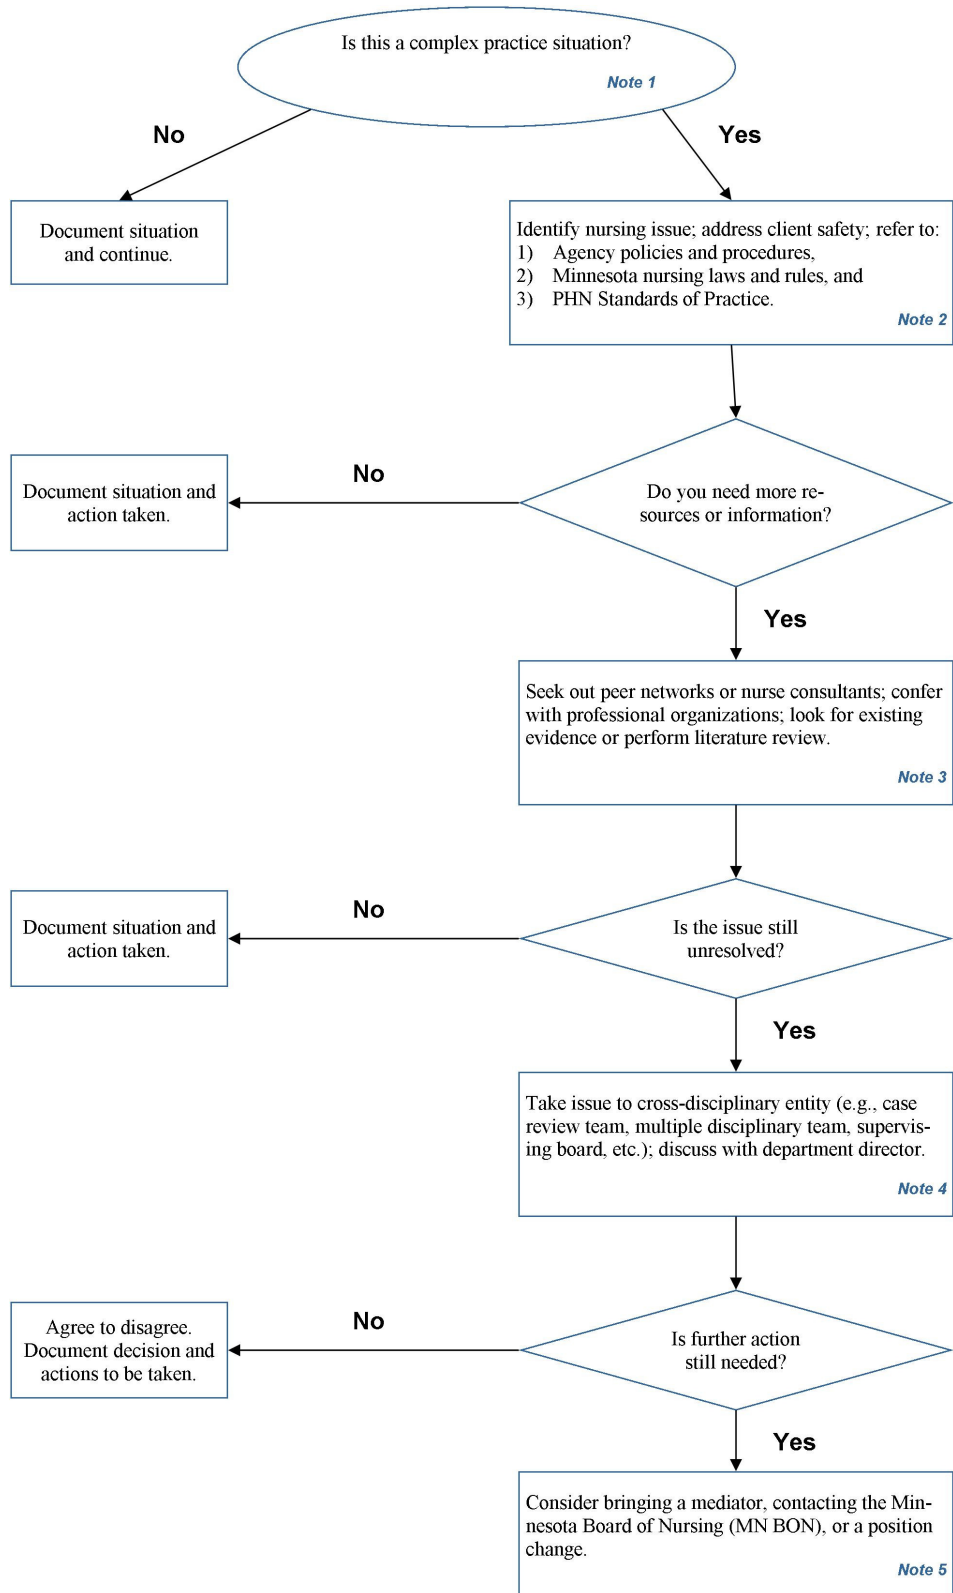 Is this a complex practice situation?
Note 1
No
Yes
Document situation
and continue.
Identify nursing issue; address client safety; refer to:
1) Agency policies and procedures,
2) Minnesota nursing laws and rules, and
3) PHN Standards of Practice.
Note 2
No
Document situation and
action taken.
Do you need more re-
sources or information?
Yes
Seek out peer networks or nurse consultants; confer
with professional organizations; look for existing
evidence or perform literature review.
Note 3
No
Document situation and
action taken.
Is the issue still
unresolved?
Yes
Take issue to cross-disciplinary entity (e.g., case
review team, multiple disciplinary team, supervis-
ing board, etc.); discuss with department director.
Note 4
No
Agree to disagree.
Document decision and
actions to be taken.
Is further action
still needed?
Yes
Consider bringing a mediator, contacting the Min-
nesota Board of Nursing (MN BON), or a position
change.
Note 5